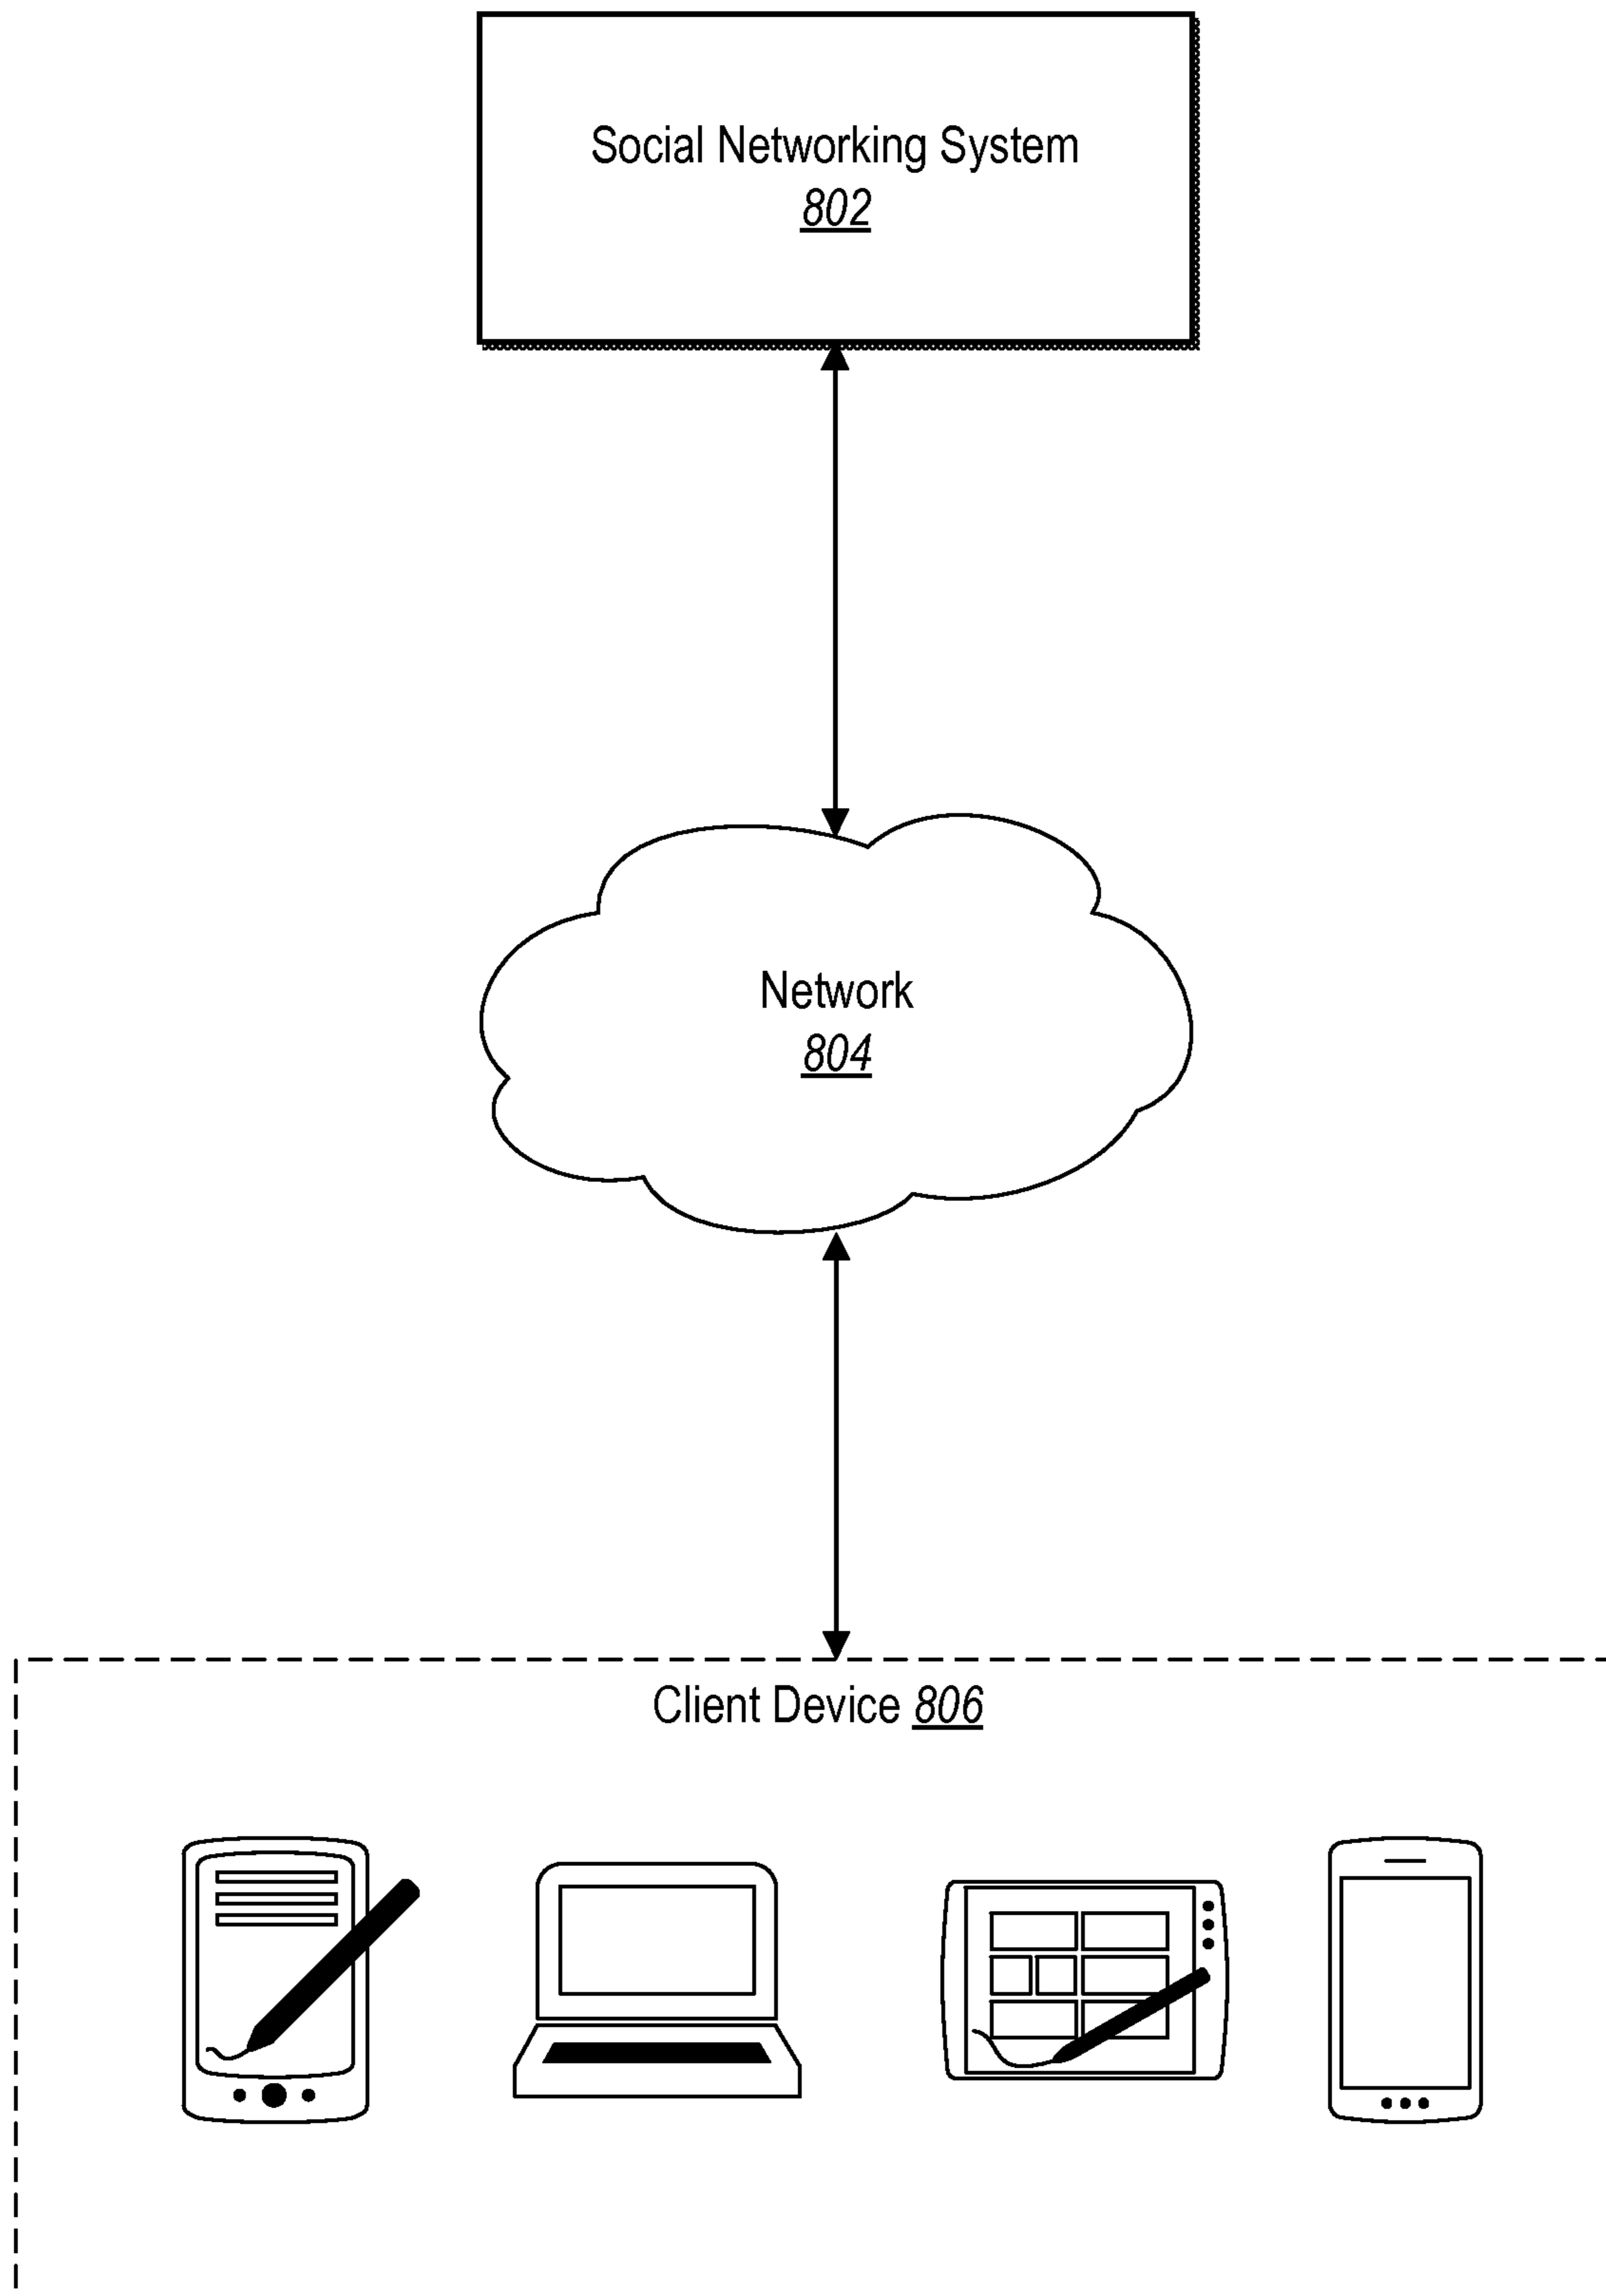 Social Networking System
802
Network
804
Client Device 806